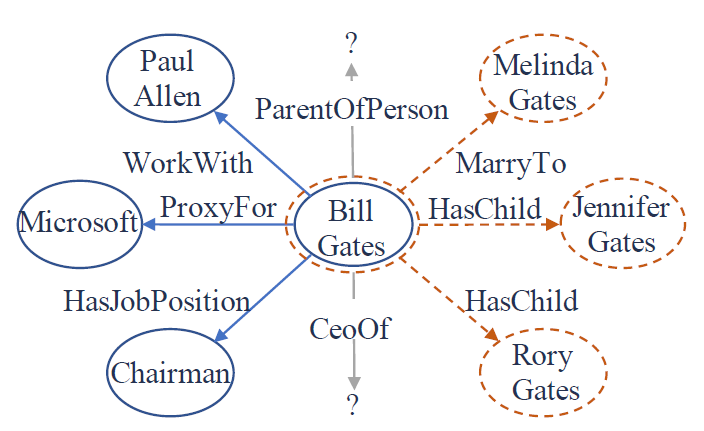 ?
Paul
Allen
Melinda
Gates
ParentOfPerson
WorkWith
MarryTo
Microsoft
ProxyFor
Bill
Gates
HasChild
Jennifer
Gates
HasJobPosition
HasChild
CeoOf
Chairman
Rory
Gates
?